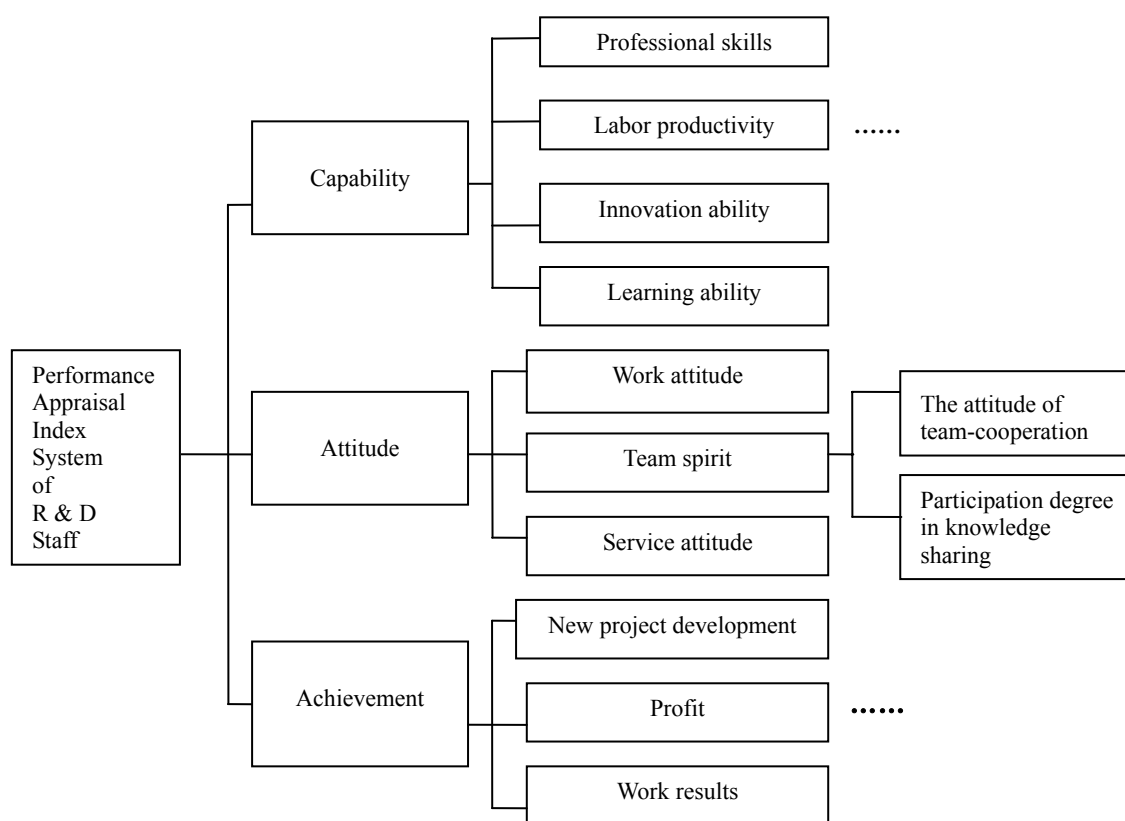 Professional skills
Labor productivity
……
Capability
Innovation ability
Learning ability
Performance
Appraisal
Index
System
of
R & D
Staff
Work attitude
Attitude
Team spirit
Service attitude
The attitude of
team-cooperation
Participation degree
in knowledge
sharing
New project development
Achievement
Profit
……
Work results